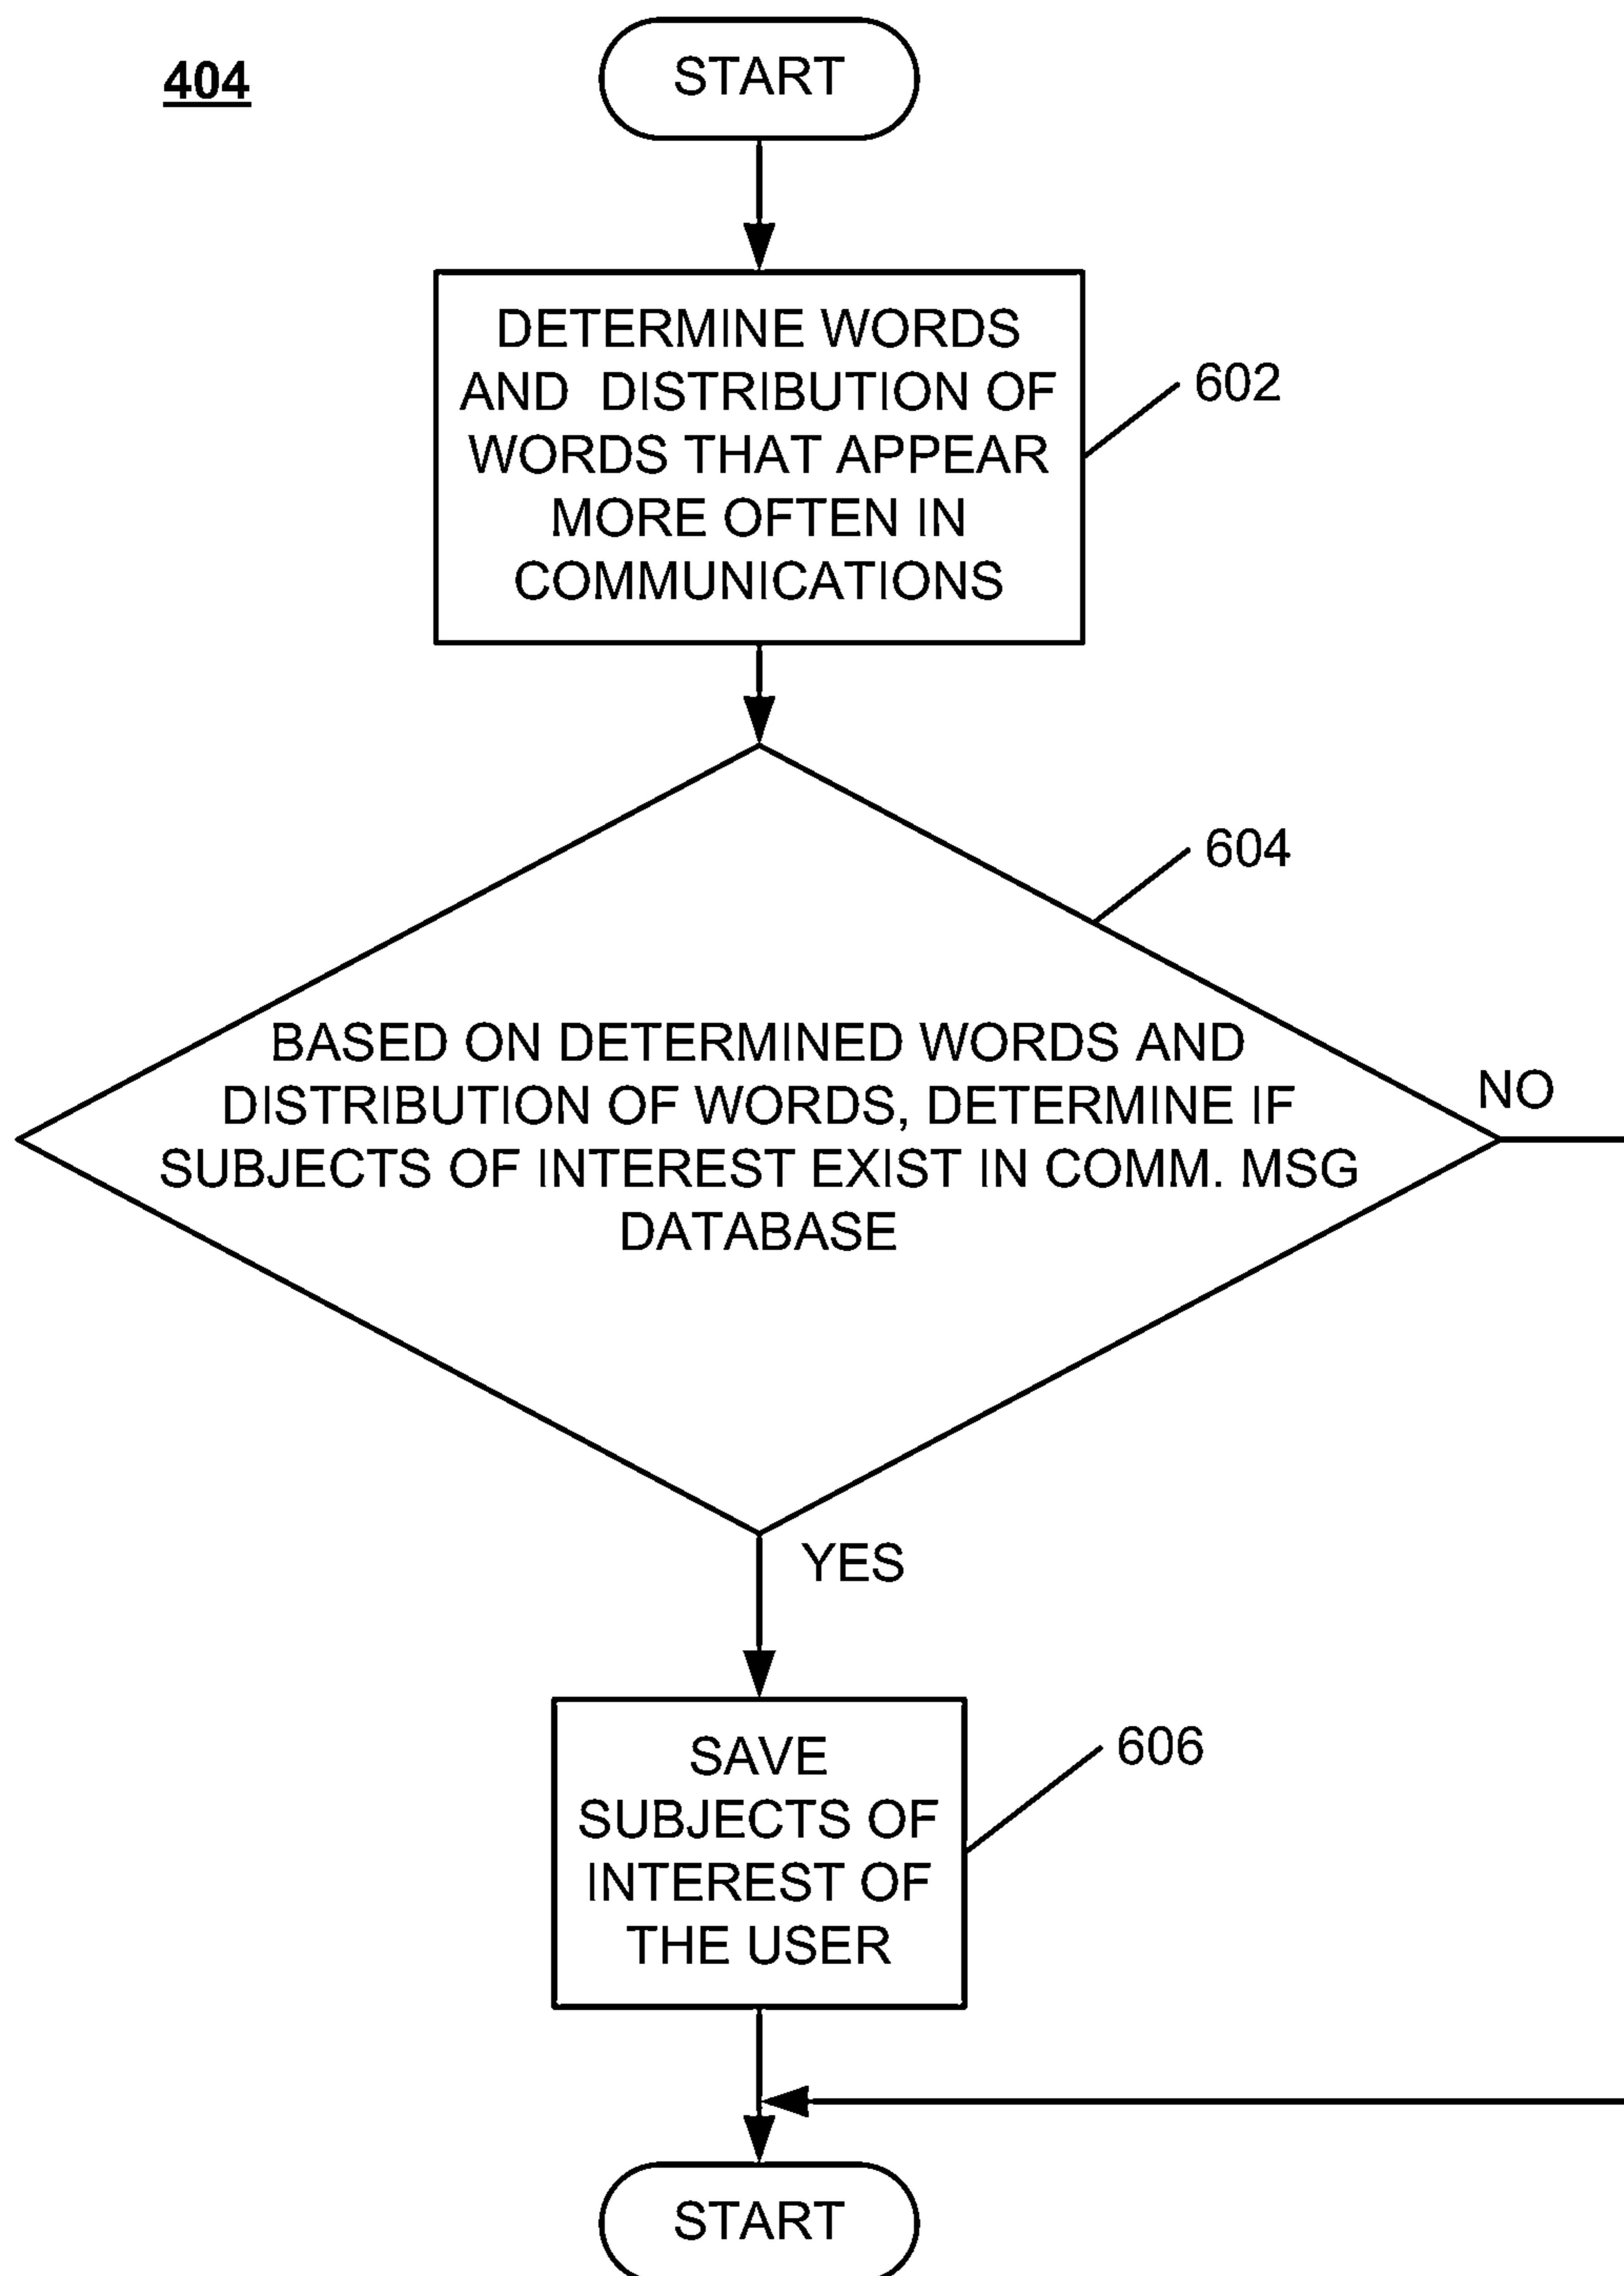 404
START
DETERMINE WORDS
AND DISTRIBUTION OF
WORDS THAT APPEAR
MORE OFTEN IN
COMMUNICATIONS
602
604
BASED ON DETERMINED WORDS AND
DISTRIBUTION OF WORDS, DETERMINE IF
SUBJECTS OF INTEREST EXIST IN COMM. MSG
DATABASE
NO
YES
SAVE
SUBJECTS OF
INTEREST OF
THE USER
606
START